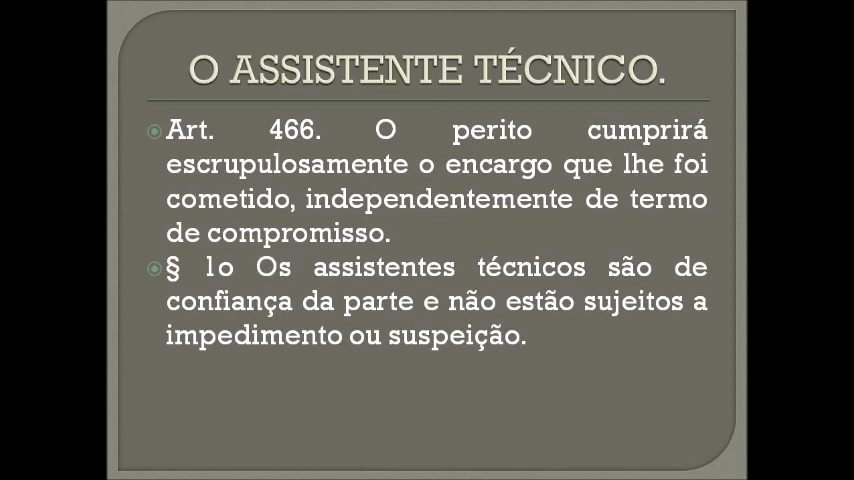 O ASSISTENTE TÉCNICO.
Art. 466. O perito cumprirá
escrupulosamente o encargo que lhe foi
cometido, independentemente de termo
de compromisso.
§ 1o Os assistentes técnicos são de
confiança da parte e não estão sujeitos a
impedimento ou suspeição.